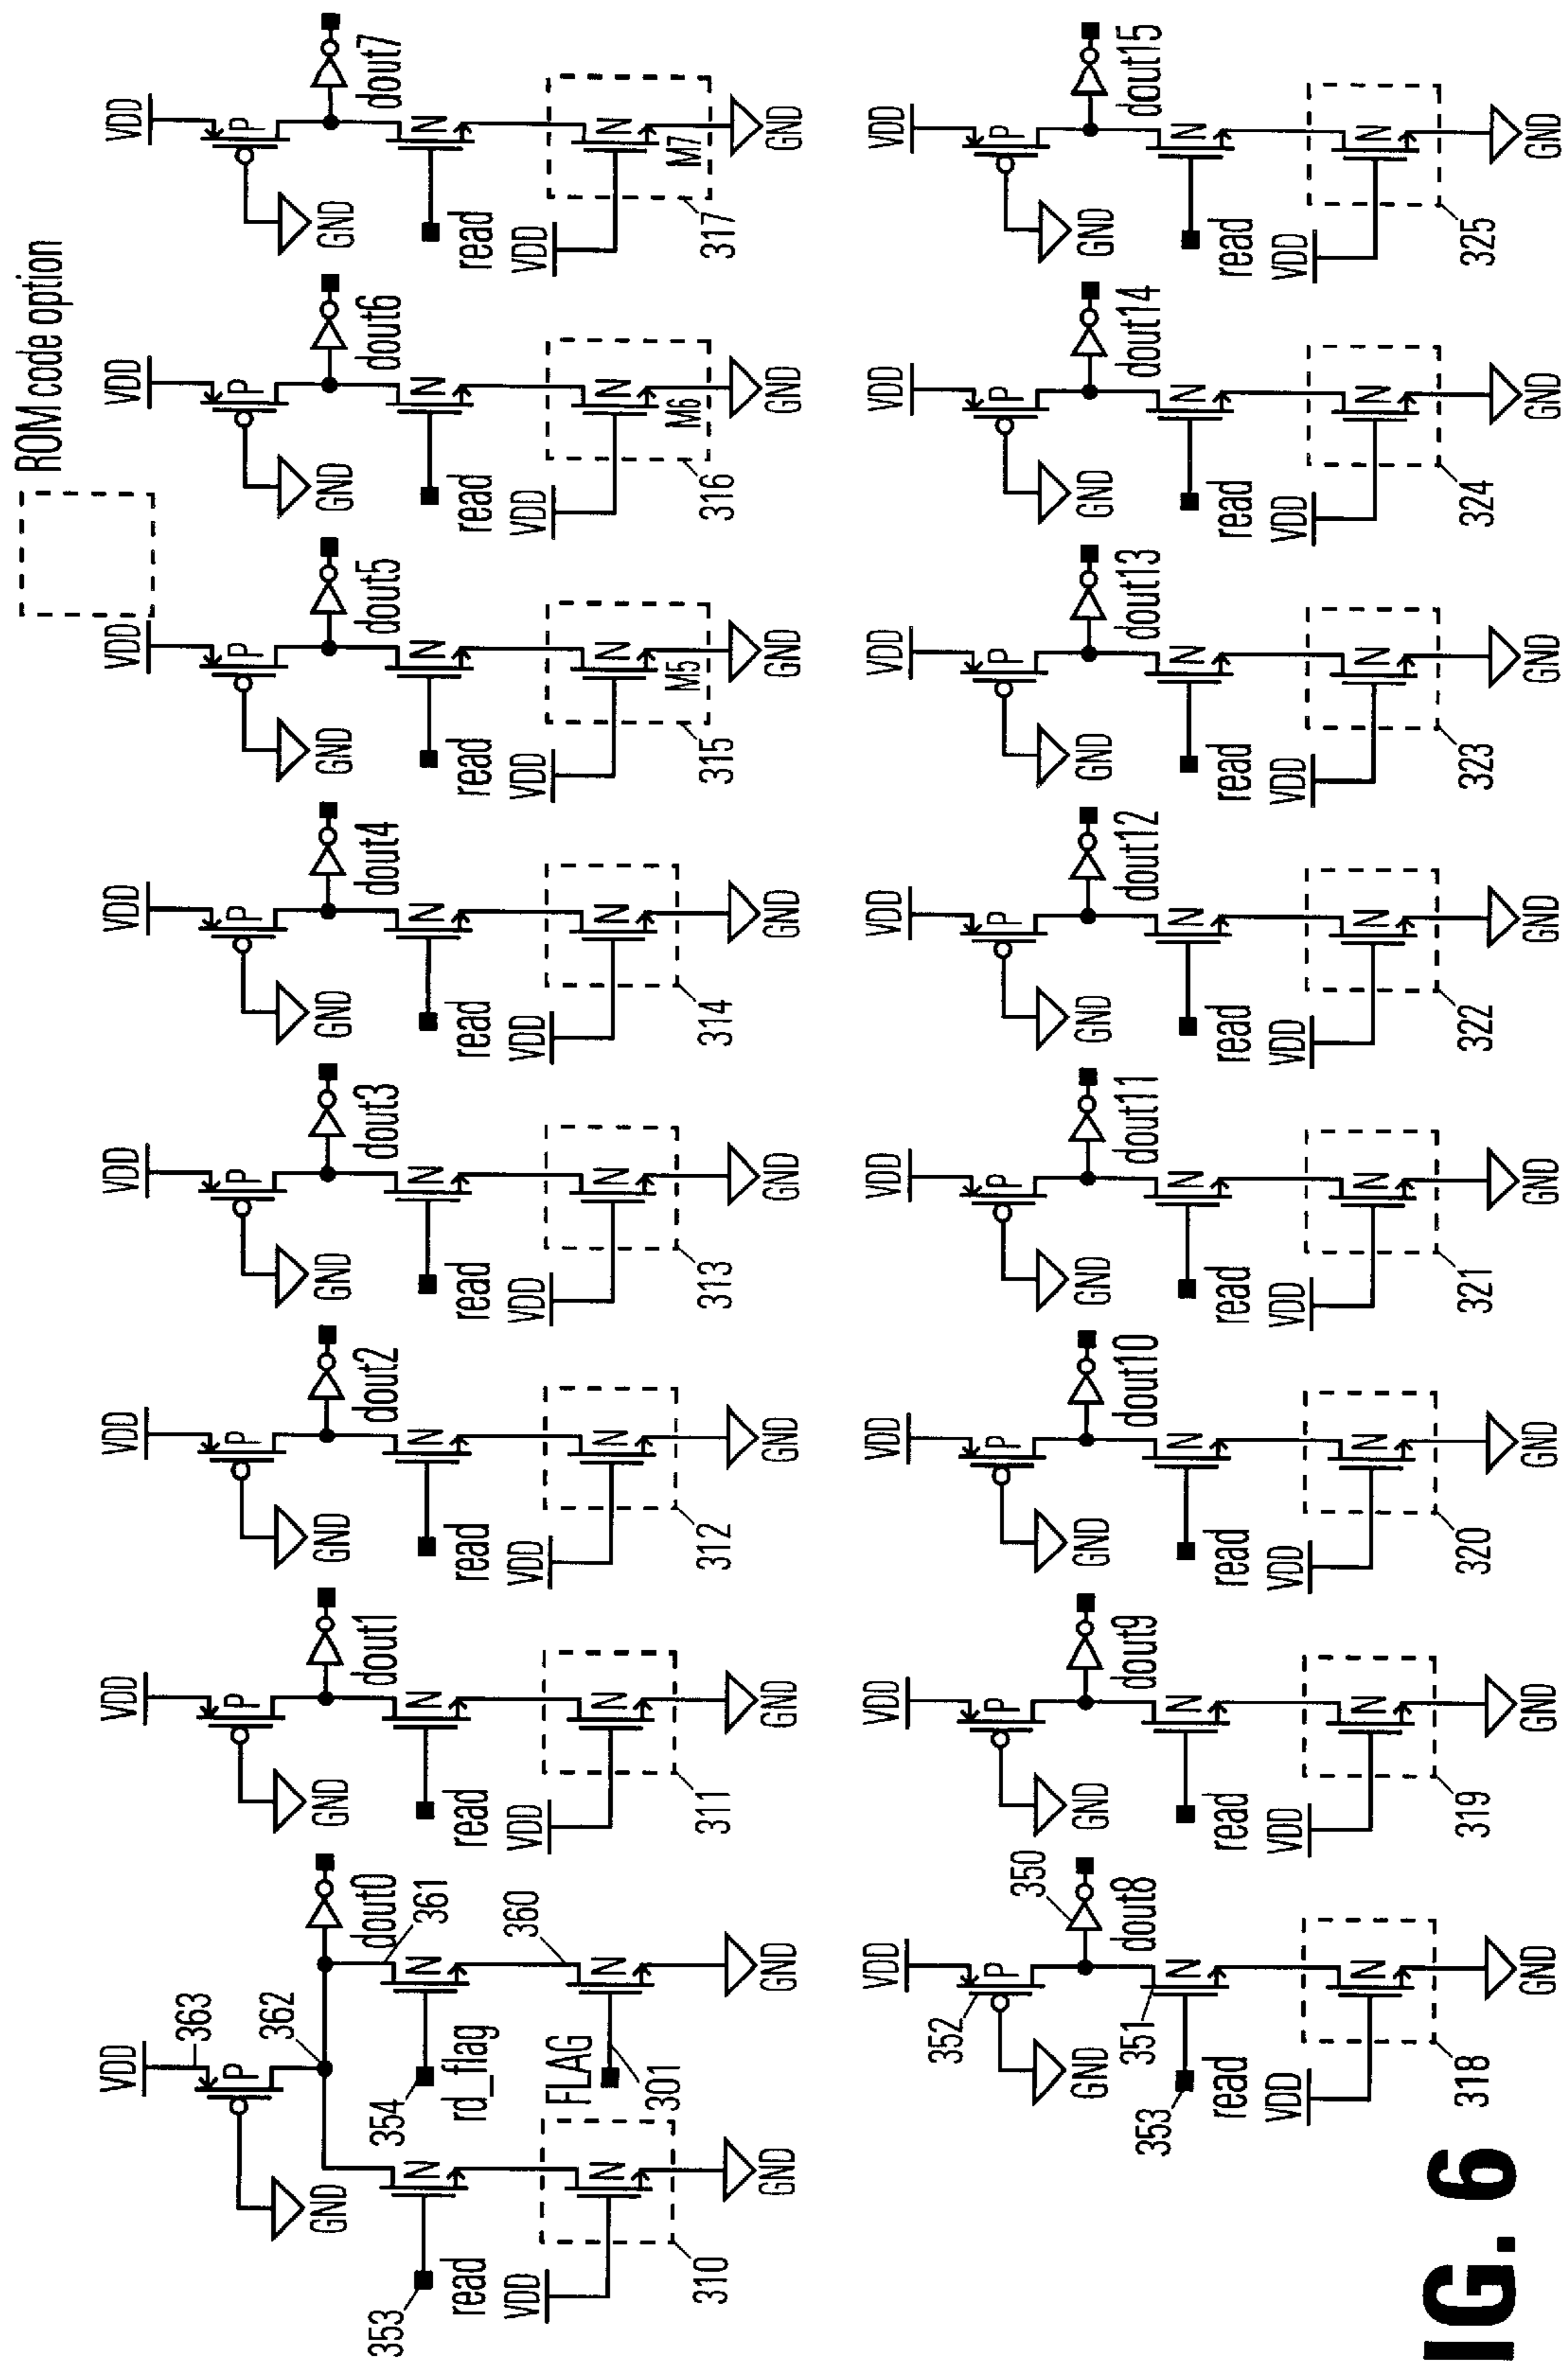 ROM code option
VDD
363
P
362
GND
dout0
361
N
N
353
read
354
rd_flag
360
VDD
FLAG
301
N
N
310
GND
GND
VDD
P
GND
dout1
N
read
VDD
N
311
GND
VDD
P
GND
dout2
N
read
VDD
N
312
GND
VDD
P
GND
dout3
N
read
VDD
N
313
GND
VDD
P
GND
dout4
N
read
VDD
N
314
GND
VDD
P
GND
dout5
N
read
VDD
N
M5
315
GND
VDD
P
GND
dout6
N
read
VDD
N
M6
316
GND
VDD
P
GND
dout7
N
read
VDD
N
M7
317
GND
VDD
352
P
350
GND
dout8
351
N
353
read
VDD
N
318
GND
VDD
P
GND
dout9
N
read
VDD
N
319
GND
VDD
P
GND
dout10
N
read
VDD
N
320
GND
VDD
P
GND
dout11
N
read
VDD
N
321
GND
VDD
P
GND
dout12
N
read
VDD
N
322
GND
VDD
P
GND
dout13
N
read
VDD
N
323
GND
VDD
P
GND
dout14
N
read
VDD
N
324
GND
VDD
P
GND
dout15
N
read
VDD
N
325
GND
IG. 6